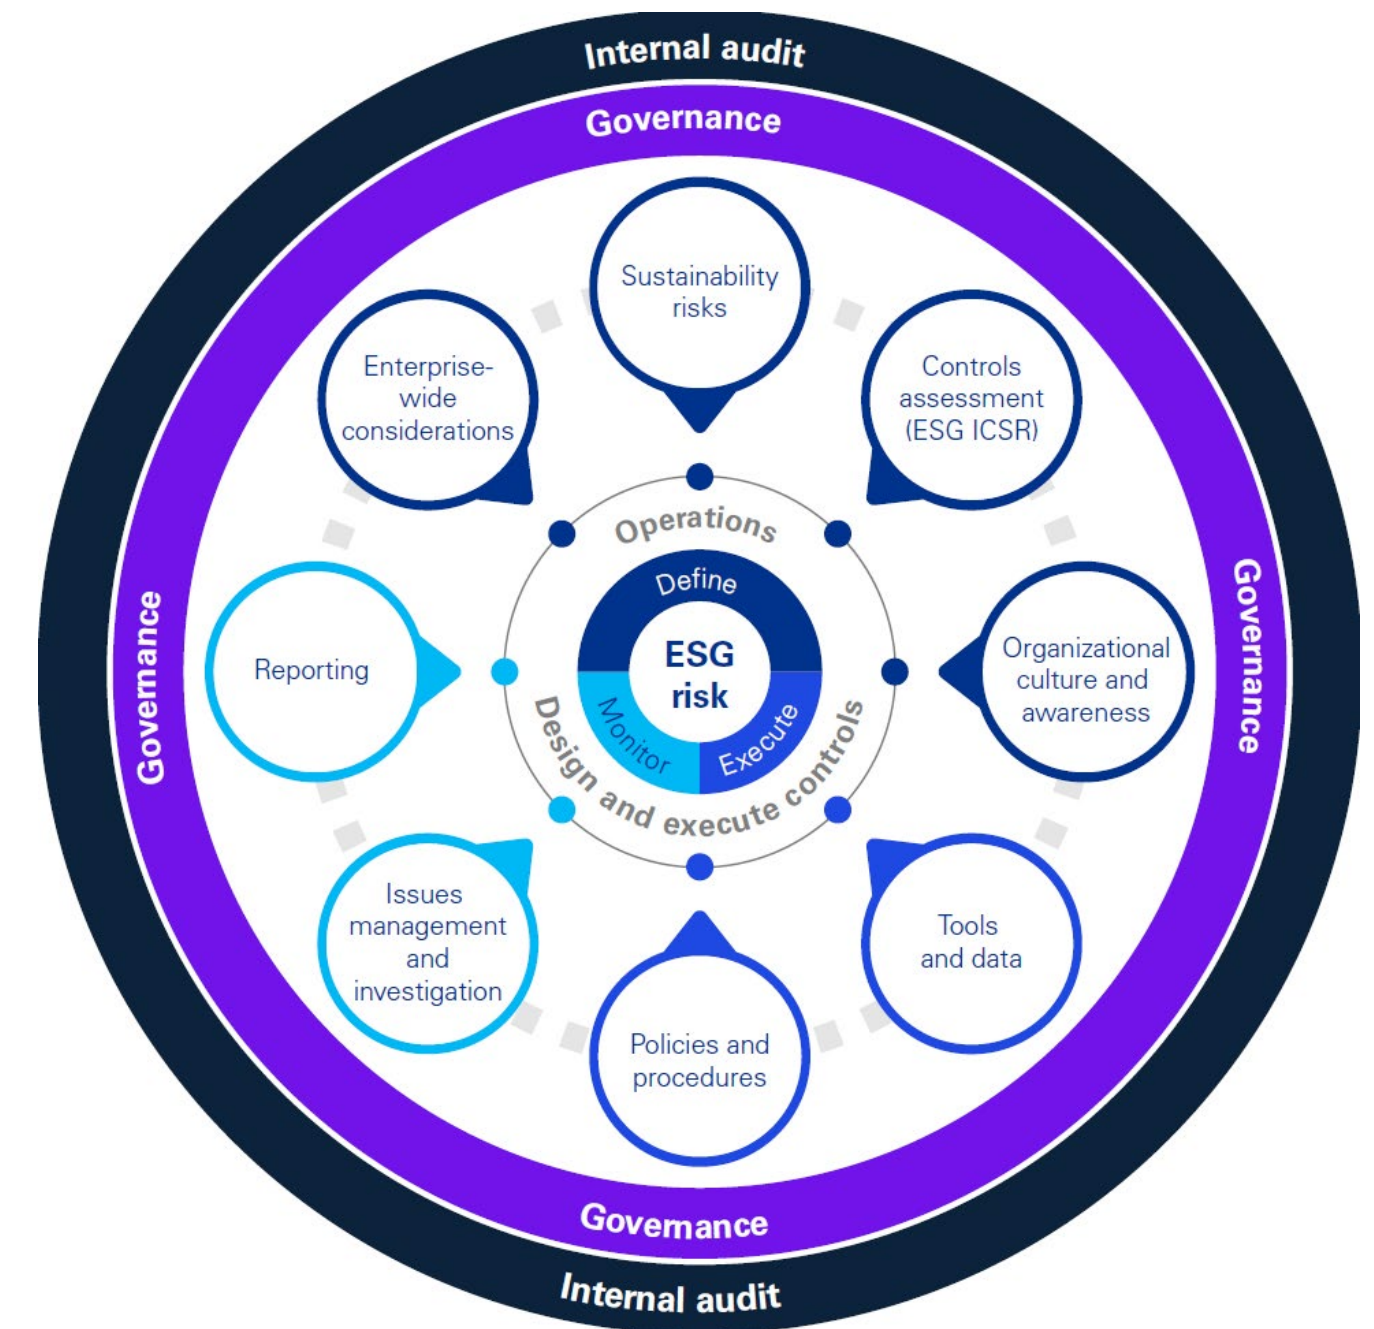 Internal audit
Governance
Sustainability
risks
Enterprise-
wide
considerations
Controls
assessment
(ESG ICSR)
Operations
Define
ESG
risk
Monitor
Execute
Design and execute controls
Governance
Governance
Reporting
Organizational
culture and
awareness
Issues
management
and
investigation
Tools
and data
Policies and
procedures
Governance
Internal audit